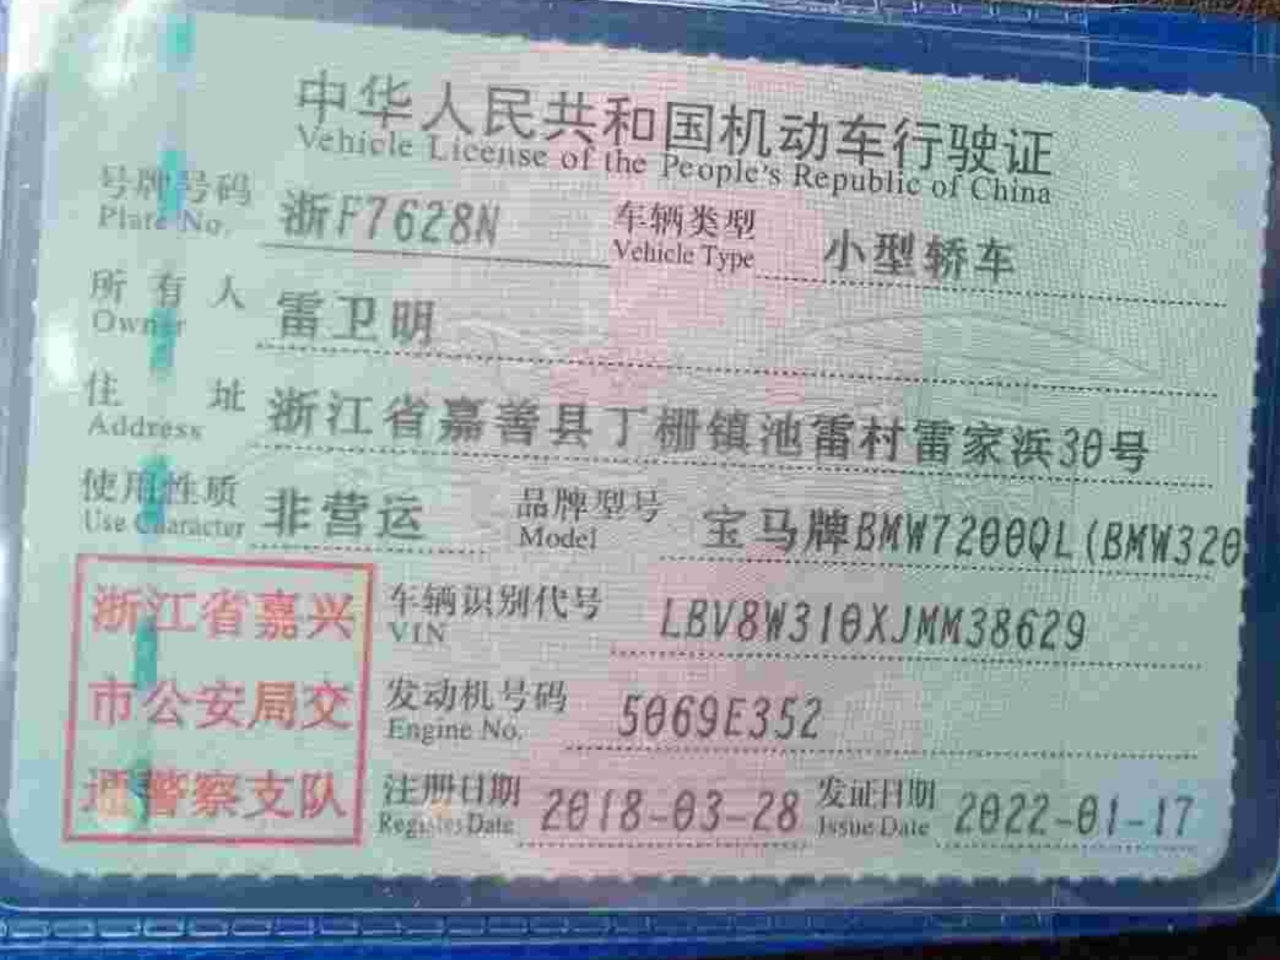 中华人民共和国机动车行驶证
Vehicle License of the People's Republic of China
号牌号码 浙F7628N 车辆类型 小型轿车
Plate No. Vehicle Type
所有人 雷卫明
Owner
住址 浙江省嘉善县丁栅镇池雷村雷家浜30号
Address
使用性质 非营运 品牌型号 宝马牌BMW7200QL(BMW320
Use Character Model
浙江省嘉兴
市公安局交
通警察支队
车辆识别代号 LBV8W310XJMM38629
VIN
发动机号码 5069E352
Engine No.
注册日期 2018-03-28 发证日期 2022-01-17
Register Date Issue Date